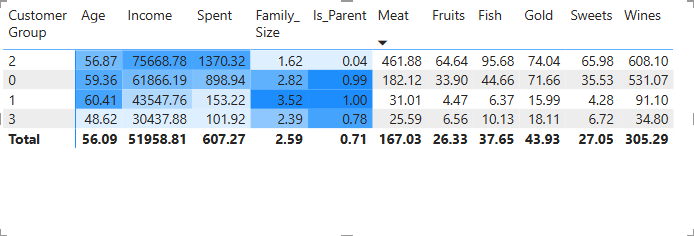 Customer Group Age Income Spent Family_Size Is_Parent Meat Fruits Fish Gold Sweets Wines
2 56.87 75668.78 1370.32 1.62 0.04 461.88 64.64 95.68 74.04 65.98 608.10
0 59.36 61866.19 898.94 2.82 0.99 182.12 33.90 44.66 71.66 35.53 531.07
1 60.41 43547.76 153.22 3.52 1.00 31.01 4.47 6.37 15.99 4.28 91.10
3 48.62 30437.88 101.92 2.39 0.78 25.59 6.56 10.13 18.11 6.72 34.80
Total 56.09 51958.81 607.27 2.59 0.71 167.03 26.33 37.65 43.93 27.05 305.29